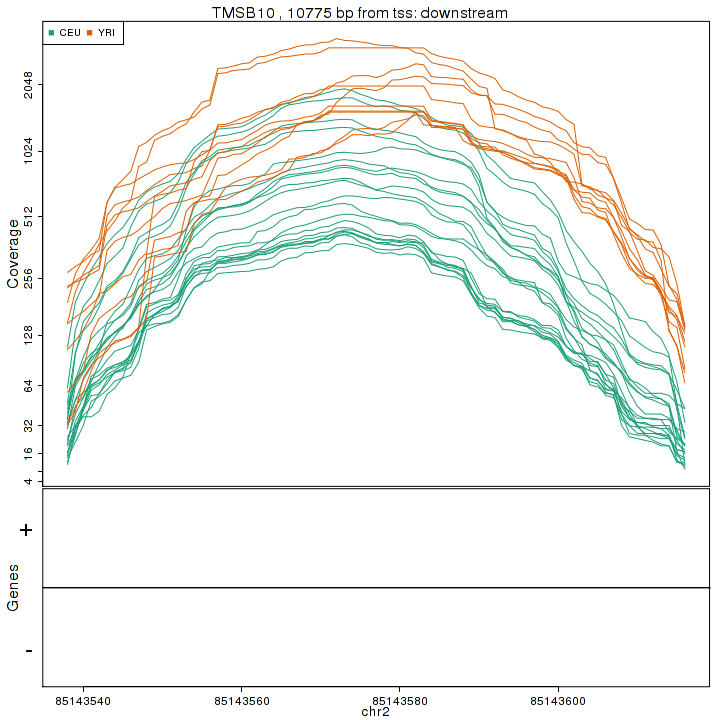 TMSB10 , 10775 bp from tss: downstream
CEU YRI
Coverage
2048
1024
512
256
128
64
32
16
4
Genes
+
-
85143540 85143560 85143580 85143600
chr2